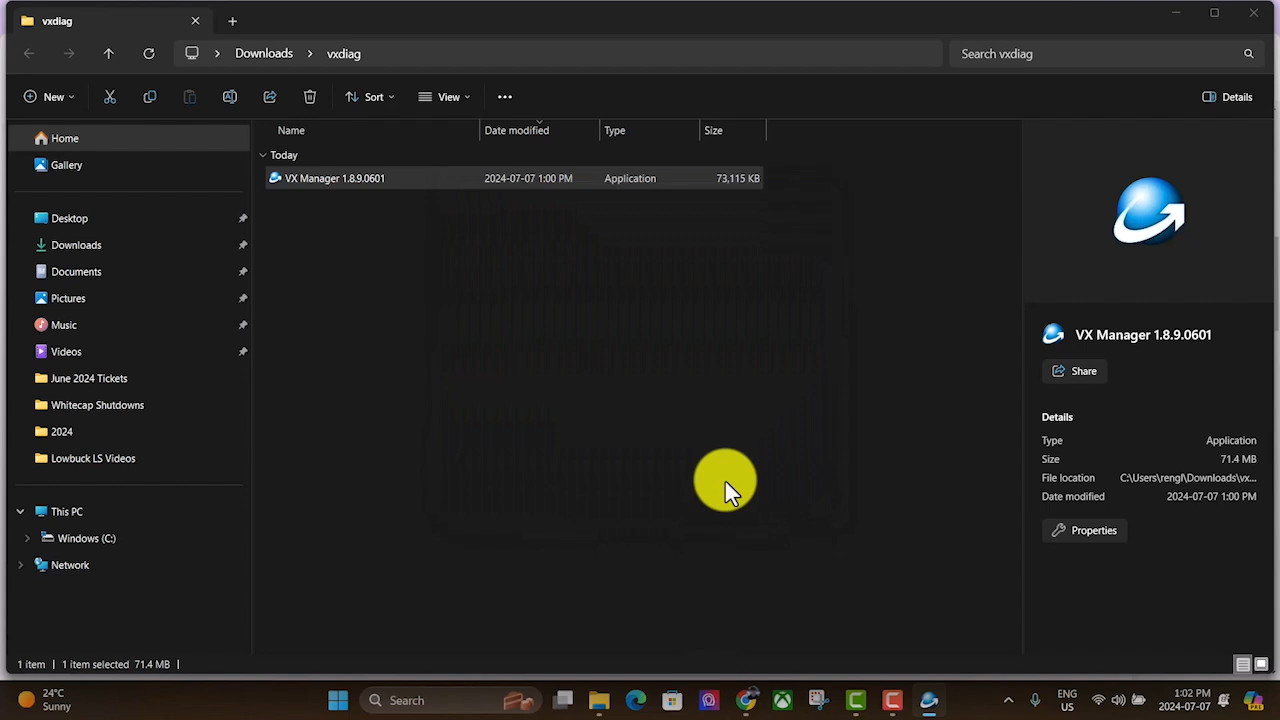 vxdiag
Downloads
vxdiag
Search vxdiag
New
Sort
View
Details
Name
Date modified
Type
Size
Home
Gallery
Desktop
Downloads
Documents
Pictures
Music
Videos
June 2024 Tickets
Whitecap Shutdowns
2024
Lowbuck LS Videos
This PC
Windows (C:)
Network
Today
VX Manager 1.8.9.0601 2024-07-07 1:00 PM Application 73,115 KB
VX Manager 1.8.9.0601
Share
Details
Type Application
Size 71.4 MB
File location C:\Users\rengl\Downloads\vx...
Date modified 2024-07-07 1:00 PM
Properties
1 item 1 item selected 71.4 MB
24°C
Sunny
Search
ENG
US
1:02 PM
2024-07-07